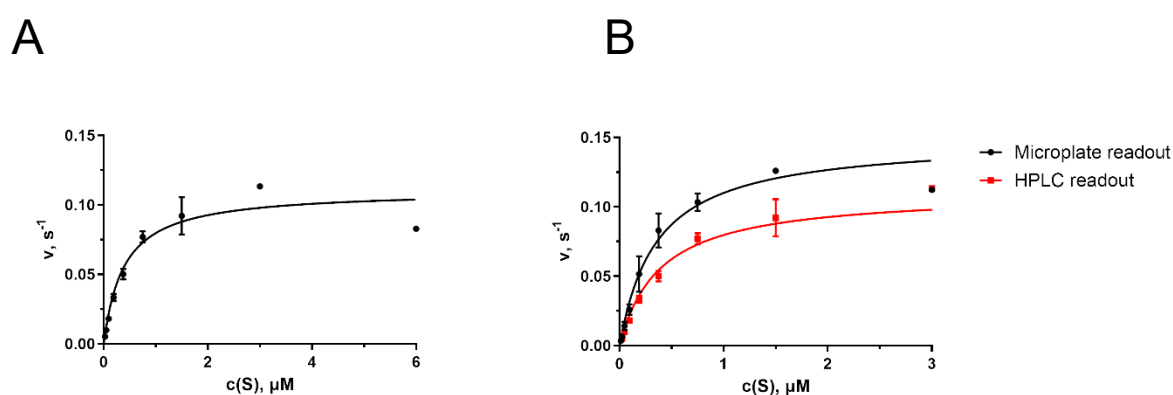 A
B
v, s⁻¹
0.15
0.10
0.05
0.00
0
2
4
6
c(S), µM
v, s⁻¹
0.15
0.10
0.05
0.00
0
1
2
3
c(S), µM
Microplate readout
HPLC readout